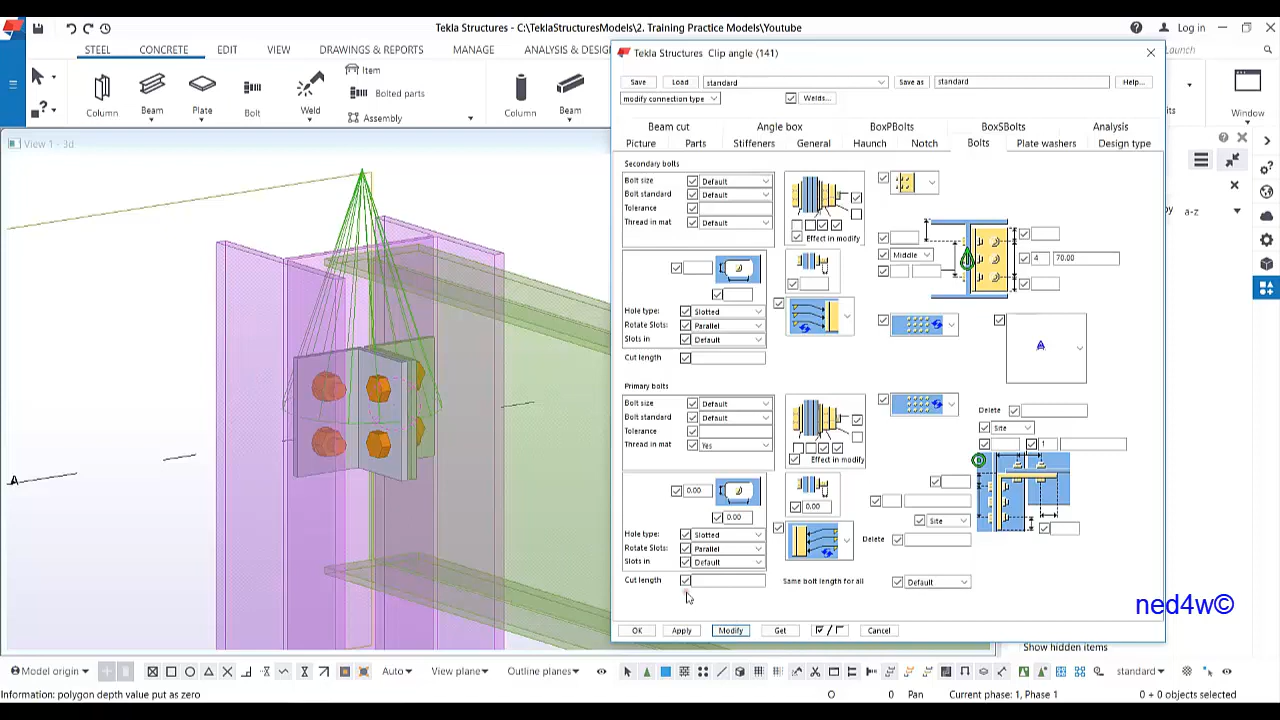 Tekla Structures - C:\TeklaStructuresModels\2. Training Practice Models\Youtube
Log in
STEEL CONCRETE EDIT VIEW DRAWINGS & REPORTS MANAGE ANALYSIS & DESIG
Launch
Column
Beam
Plate
Bolt
Weld
Item
Bolted parts
Assembly
Column
Beam
Window
View 1 - 3d
A
Tekla Structures Clip angle (141)
Save Load standard Save as standard Help...
modify connection type Welds...
Beam cut Angle box BoxPBolts BoxSBolts Analysis
Picture Parts Stiffeners General Haunch Notch Bolts Plate washers Design type
Secondary bolts
Bolt size Default
Bolt standard Default
Tolerance
Thread in mat Default
Effect in modify
Middle
4 70.00
Hole type: Slotted
Rotate Slots: Parallel
Slots in Default
Cut length
A
Primary bolts
Bolt size Default
Bolt standard Default
Tolerance
Thread in mat Yes
Effect in modify
Delete
Site
1
0.00
0.00
0.00
Site
Delete
Hole type: Slotted
Rotate Slots: Parallel
Slots in Default
Cut length
Same bolt length for all Default
OK Apply Modify Get Cancel
a-z
ned4w©
Show hidden items
Model origin Auto View plane Outline planes standard
Information: polygon depth value put as zero
O 0 Pan Current phase: 1, Phase 1 0 + 0 objects selected